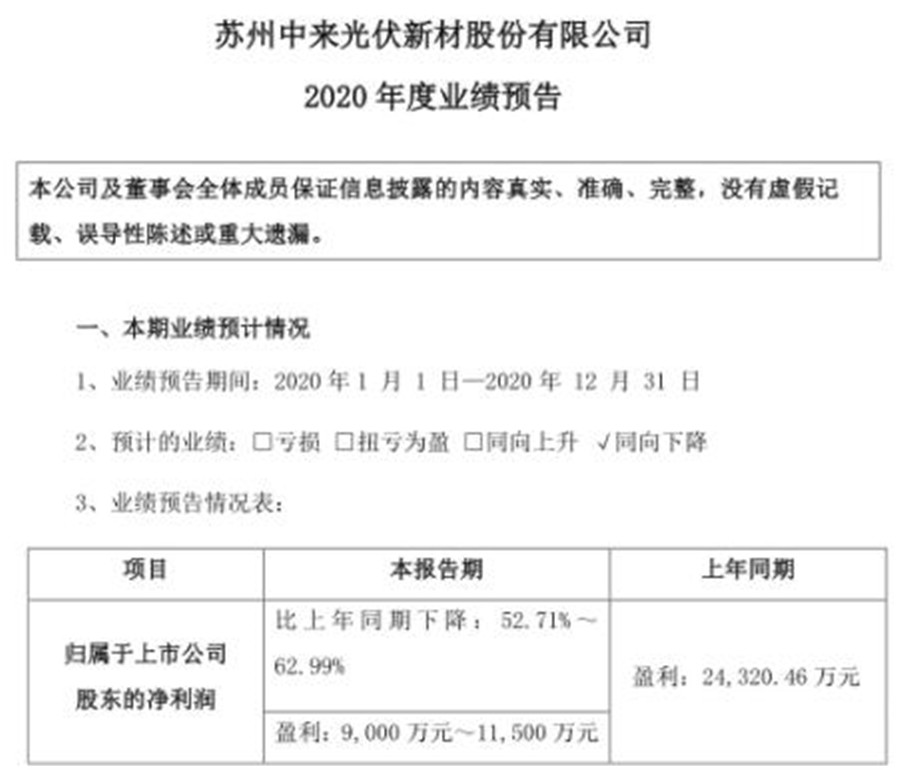 苏州中来光伏新材股份有限公司
2020 年度业绩预告
本公司及董事会全体成员保证信息披露的内容真实、准确、完整，没有虚假记
载、误导性陈述或重大遗漏。
一、本期业绩预计情况
1、业绩预告期间：2020 年 1 月 1 日—2020 年 12 月 31 日
2、预计的业绩：□亏损 □扭亏为盈 □同向上升 √同向下降
3、业绩预告情况表：
项目 本报告期 上年同期
归属于上市公司
股东的净利润
比上年同期下降：52.71%～
62.99%
盈利：9,000 万元～11,500 万元
盈利：24,320.46 万元